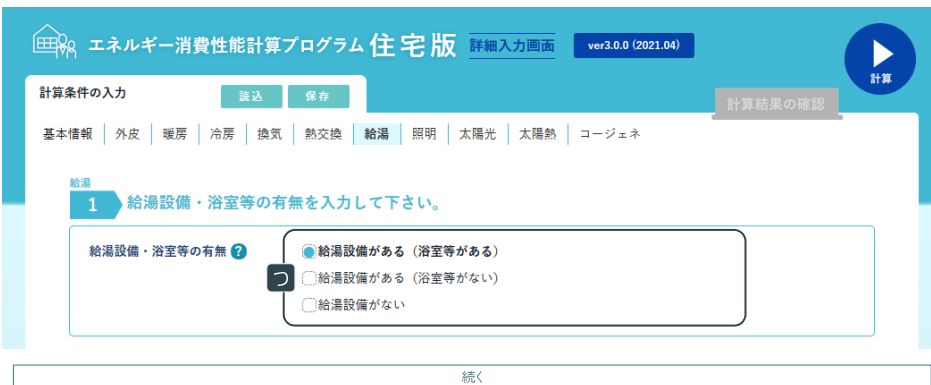 エネルギー消費性能計算プログラム 住宅版 詳細入力画面 ver3.0.0 (2021.04)
計算
計算条件の入力 読込 保存
計算結果の確認
基本情報 外皮 暖房 冷房 換気 熱交換 給湯 照明 太陽光 太陽熱 コージェネ
給湯
1 給湯設備・浴室等の有無を入力して下さい。
給湯設備・浴室等の有無 ? 給湯設備がある（浴室等がある）
つ 給湯設備がある（浴室等がない）
給湯設備がない
続く